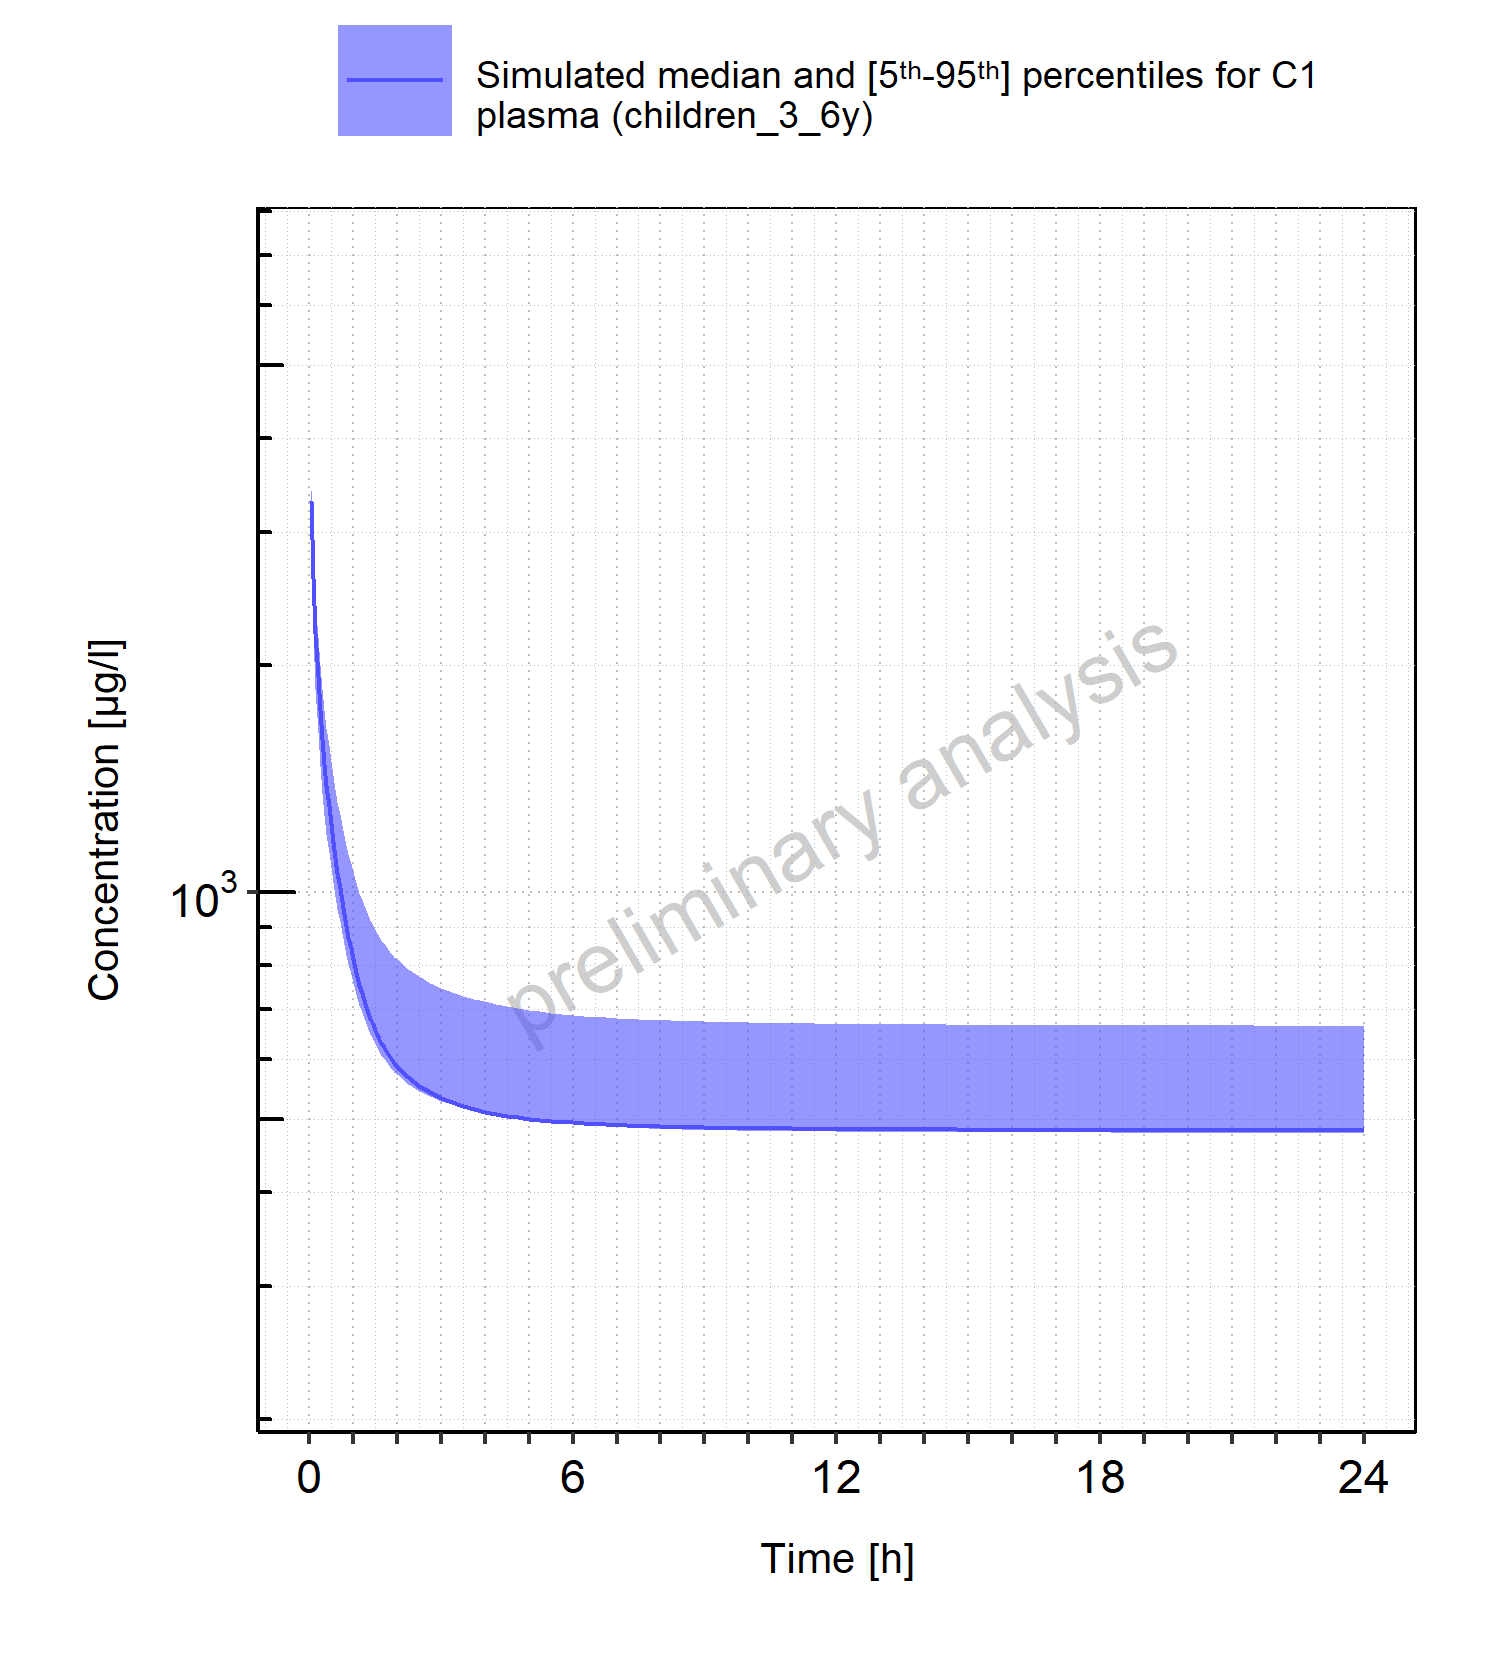 Simulated median and [5th-95th] percentiles for C1
plasma (children_3_6y)
Concentration [µg/l]
10³
preliminary analysis
0 6 12 18 24
Time [h]